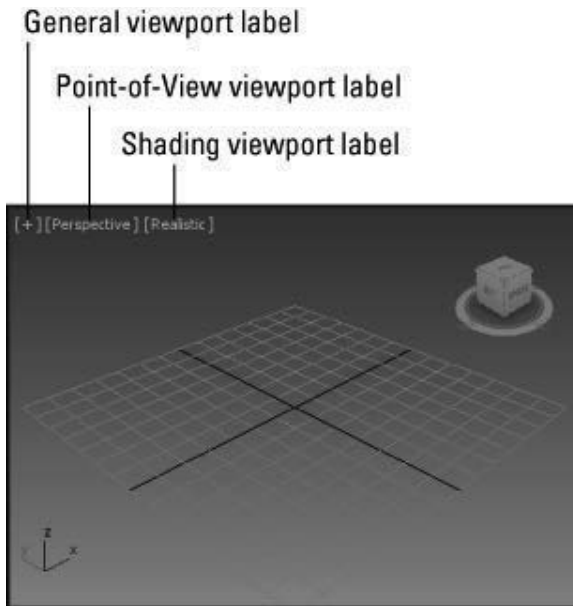 General viewport label
Point-of-View viewport label
Shading viewport label
[+][Perspective][Realistic]
z
x